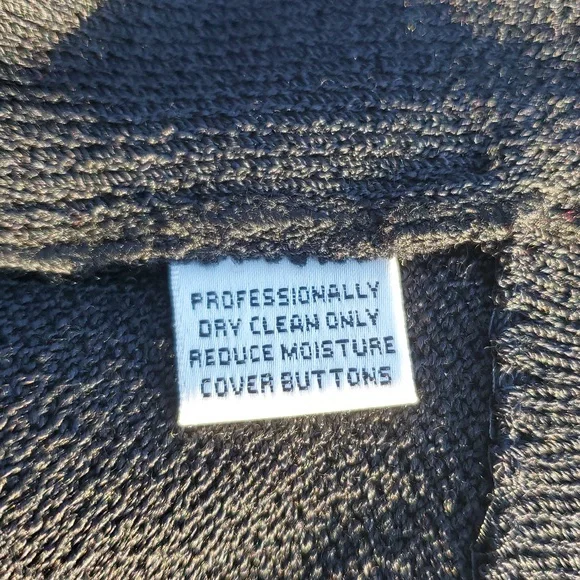 PROFESSIONALLY
DRY CLEAN ONLY
REDUCE MOISTURE
COVER BUTTONS